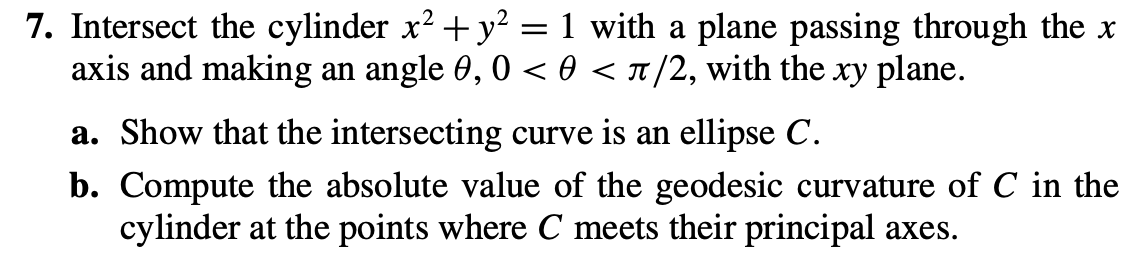 7. Intersect the cylinder x² + y² = 1 with a plane passing through the x
axis and making an angle θ, 0 < θ < π/2, with the xy plane.
a. Show that the intersecting curve is an ellipse C.
b. Compute the absolute value of the geodesic curvature of C in the
cylinder at the points where C meets their principal axes.